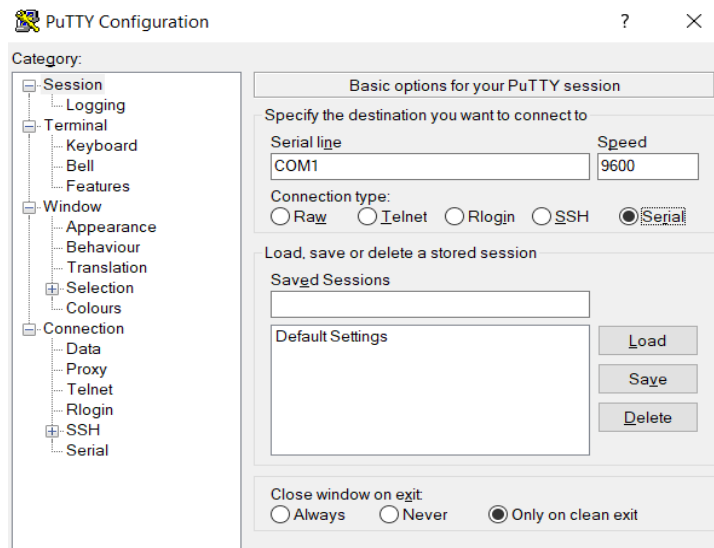 PuTTY Configuration
?
Category:
Session
Logging
Terminal
Keyboard
Bell
Features
Window
Appearance
Behaviour
Translation
Selection
Colours
Connection
Data
Proxy
Telnet
Rlogin
SSH
Serial
Basic options for your PuTTY session
Specify the destination you want to connect to
Serial line Speed
COM1 9600
Connection type:
Raw Telnet Rlogin SSH Serial
Load, save or delete a stored session
Saved Sessions
Default Settings
Load
Save
Delete
Close window on exit:
Always Never Only on clean exit